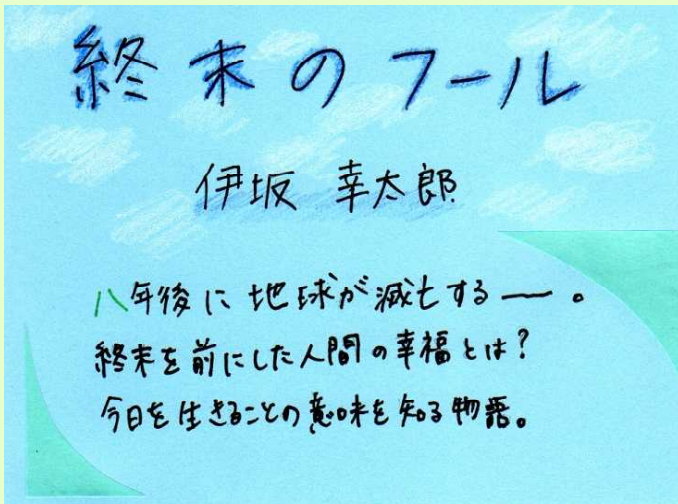 終末のフール
伊坂 幸太郎
八年後に地球が滅亡する――。
終末を前にした人間の幸福とは？
今日を生きることの意味を知る物語。